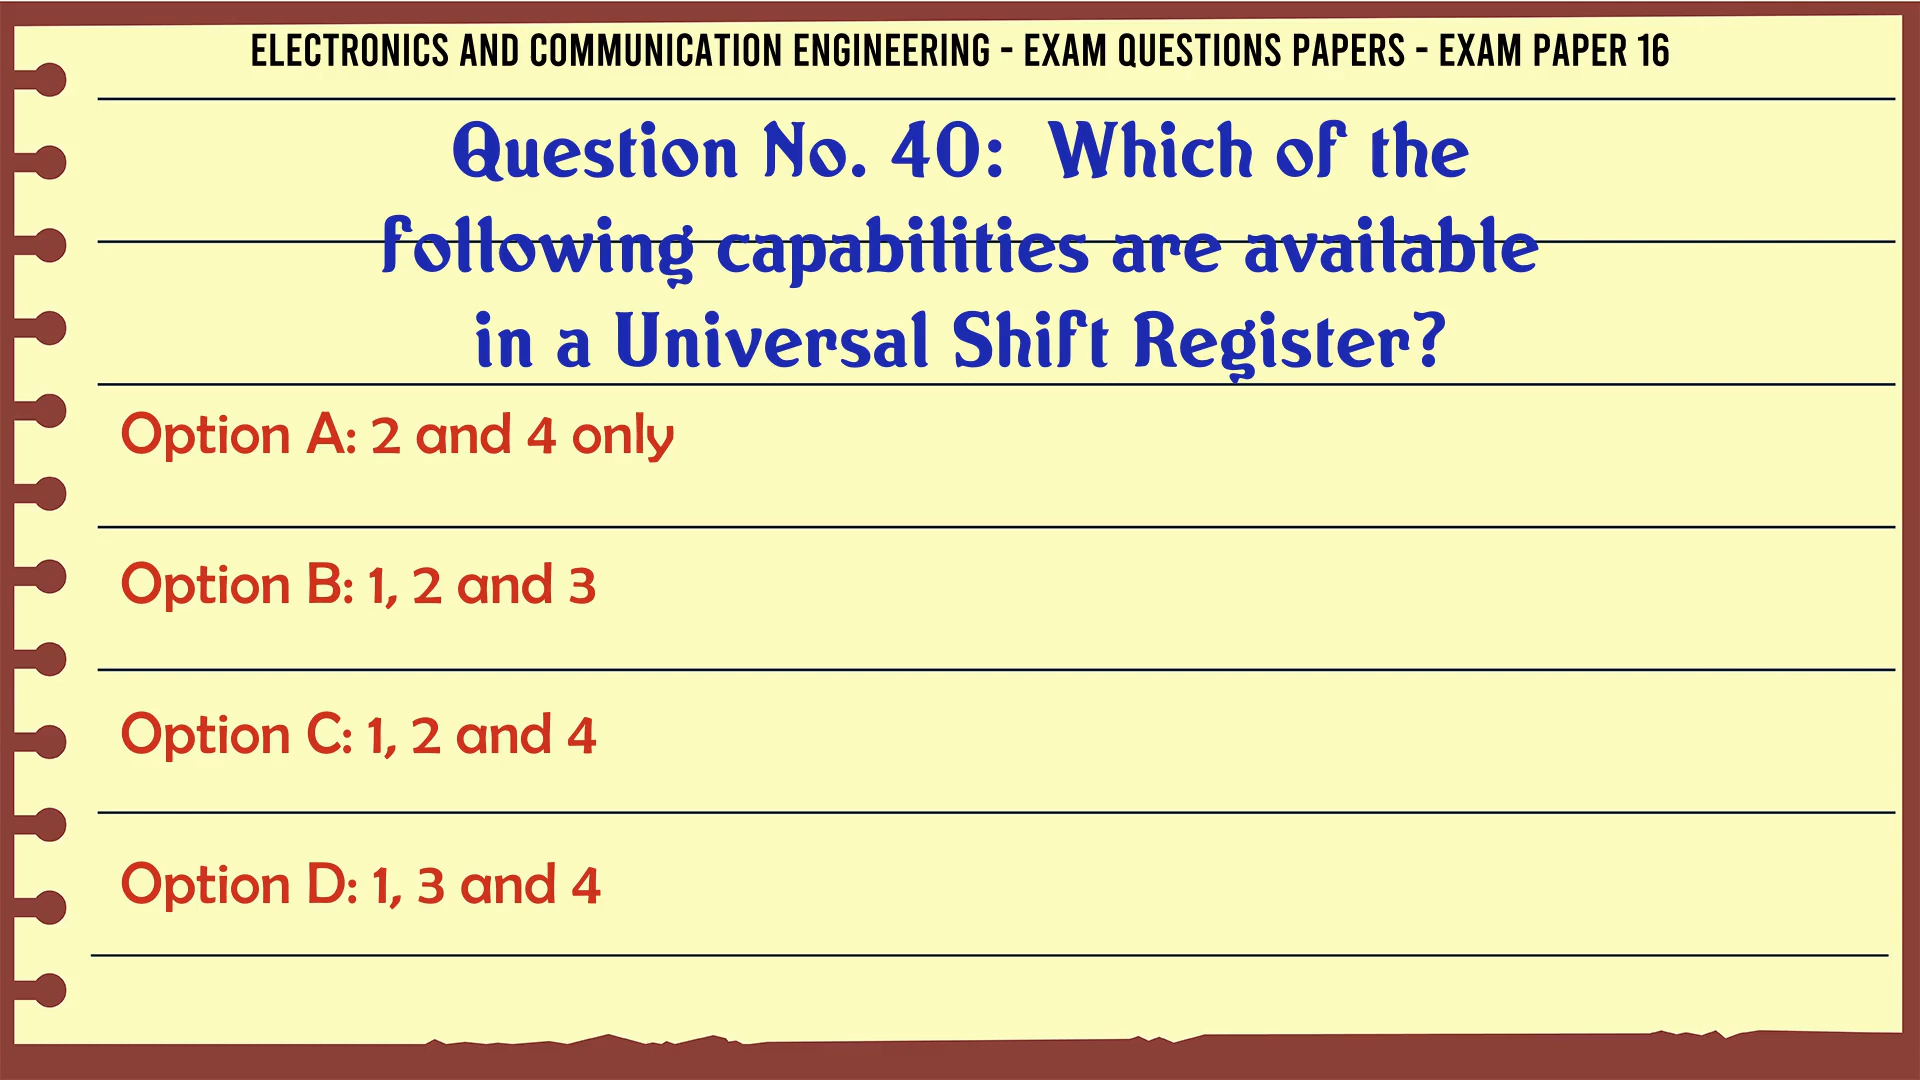 ELECTRONICS AND COMMUNICATION ENGINEERING - EXAM QUESTIONS PAPERS - EXAM PAPER 16
Question No. 40: Which of the
following capabilities are available
in a Universal Shift Register?
Option A: 2 and 4 only
Option B: 1, 2 and 3
Option C: 1, 2 and 4
Option D: 1, 3 and 4